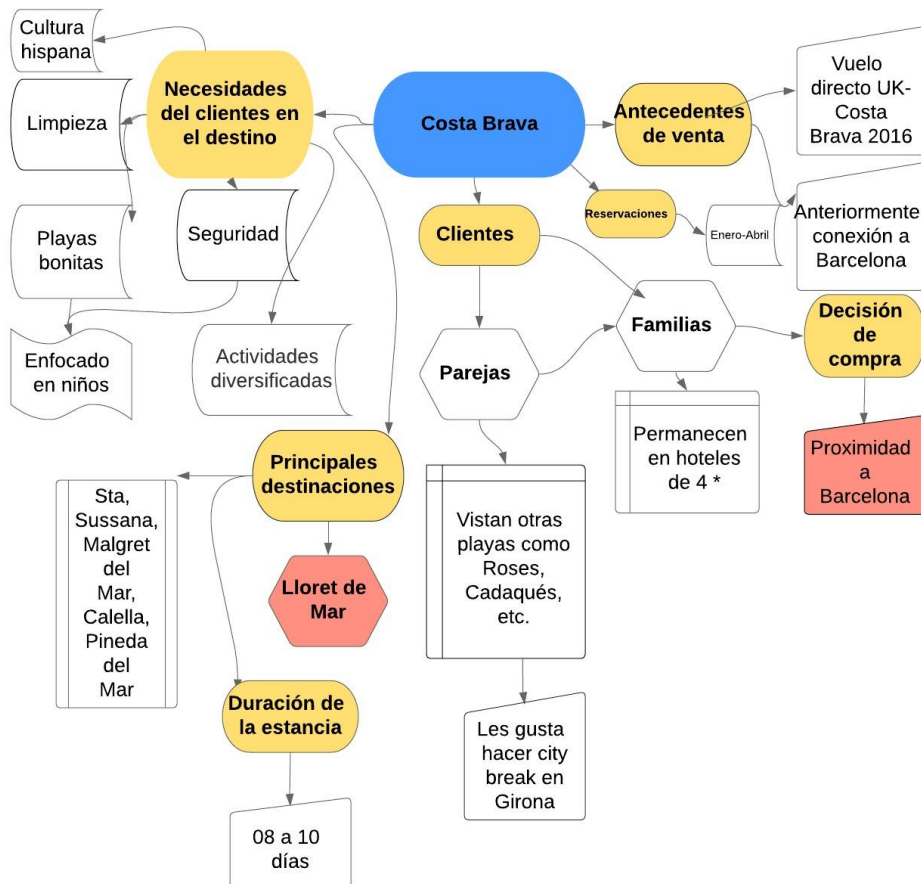 Cultura
hispana
Necesidades
del clientes en
el destino
Limpieza
Playas
bonitas
Seguridad
Enfocado
en niños
Actividades
diversificadas
Costa Brava
Antecedentes
de venta
Vuelo
directo UK-
Costa
Brava 2016
Reservaciones
Enero-Abril
Anteriormente
conexión a
Barcelona
Clientes
Parejas
Familias
Decisión
de
compra
Permanecen
en hoteles
de 4 *
Proximidad
a
Barcelona
Principales
destinaciones
Sta,
Sussana,
Malgret
del
Mar,
Calella,
Pineda
del
Mar
Lloret de
Mar
Vistan otras
playas como
Roses,
Cadaqués,
etc.
Duración de
la estancia
Les gusta
hacer city
break en
Girona
08 a 10
días